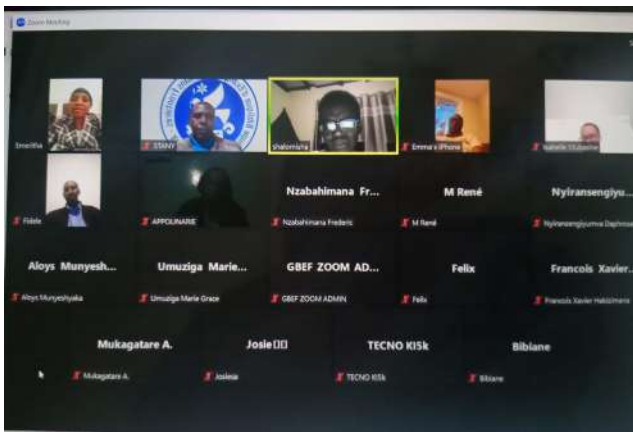 Zoom Meeting
Smaritha
STANY
Shalomisha
Emma's iPhone
Fidele
APPOLINARIE
Nzabahimana Fr...
Nzabahimana Frederic
M René
M René
Nyiransengiyu...
Nyiransengiyumva
Aloys Munyesh...
Aloys Munyeshyaka
Umuziga Marie...
Umuziga Marie Grace
GBEF ZOOM AD...
GBEF ZOOM ADMIN
Felix
Felix
Francois Xavier...
Francois Xavier
Mukagatare A.
Mukagatare A.
Josie
TECNO KI5k
TECNO KI5k
Bibiane
Bibiane